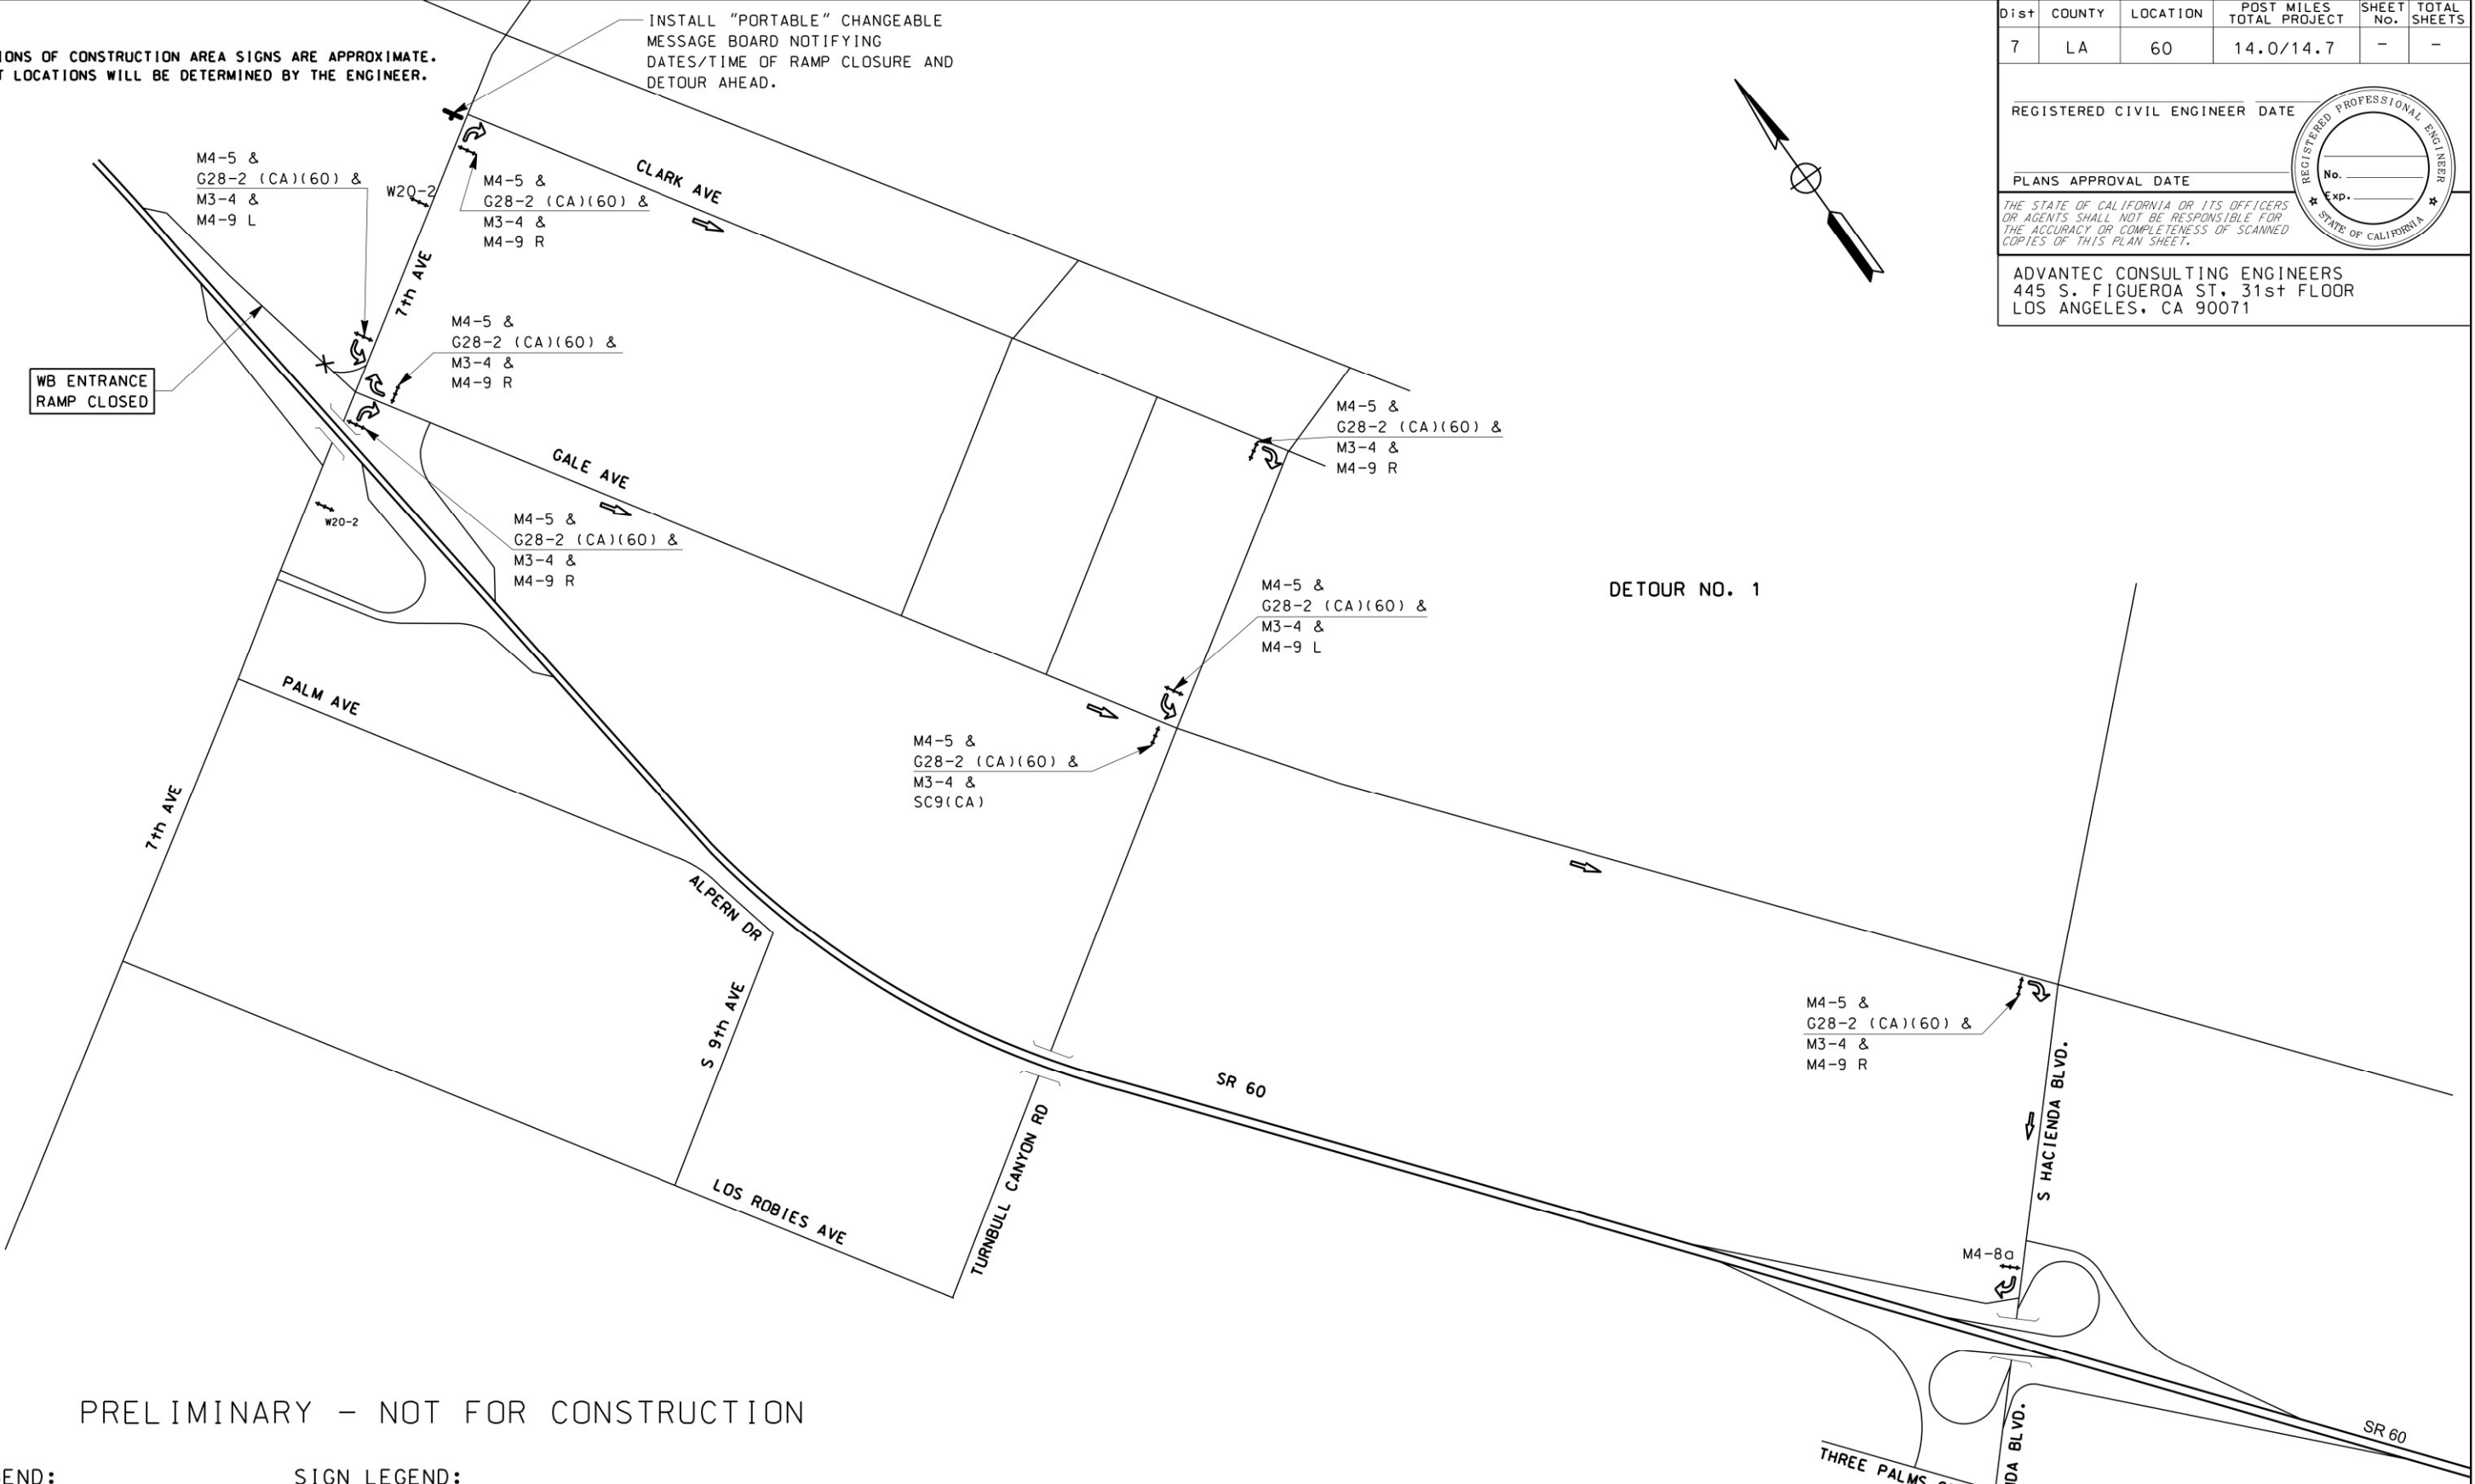 IONS OF CONSTRUCTION AREA SIGNS ARE APPROXIMATE.
T LOCATIONS WILL BE DETERMINED BY THE ENGINEER.
INSTALL "PORTABLE" CHANGEABLE
MESSAGE BOARD NOTIFYING
DATES/TIME OF RAMP CLOSURE AND
DETOUR AHEAD.
Dist COUNTY LOCATION POST MILES TOTAL PROJECT SHEET No. TOTAL SHEETS
7 LA 60 14.0/14.7 - -
REGISTERED CIVIL ENGINEER DATE
PLANS APPROVAL DATE
REGISTERED PROFESSIONAL ENGINEER
No.
Exp.
STATE OF CALIFORNIA
THE STATE OF CALIFORNIA OR ITS OFFICERS
OR AGENTS SHALL NOT BE RESPONSIBLE FOR
THE ACCURACY OR COMPLETENESS OF SCANNED
COPIES OF THIS PLAN SHEET.
ADVANTEC CONSULTING ENGINEERS
445 S. FIGUEROA ST, 31st FLOOR
LOS ANGELES, CA 90071
M4-5 &
G28-2 (CA)(60) &
M3-4 &
M4-9 L
W20-2
M4-5 &
G28-2 (CA)(60) &
M3-4 &
M4-9 R
CLARK AVE
7th AVE
M4-5 &
G28-2 (CA)(60) &
M3-4 &
M4-9 R
WB ENTRANCE
RAMP CLOSED
M4-5 &
G28-2 (CA)(60) &
M3-4 &
M4-9 R
GALE AVE
W20-2
M4-5 &
G28-2 (CA)(60) &
M3-4 &
M4-9 R
M4-5 &
G28-2 (CA)(60) &
M3-4 &
M4-9 L
DETOUR NO. 1
PALM AVE
M4-5 &
G28-2 (CA)(60) &
M3-4 &
SC9(CA)
7th AVE
ALPERN DR
S 9th AVE
M4-5 &
G28-2 (CA)(60) &
M3-4 &
M4-9 R
SR 60
S HACIENDA BLVD.
TURNBULL CANYON RD
LOS ROBIES AVE
M4-8a
PRELIMINARY - NOT FOR CONSTRUCTION
SR 60
DA BLVD.
THREE PALMS
END:
SIGN LEGEND: